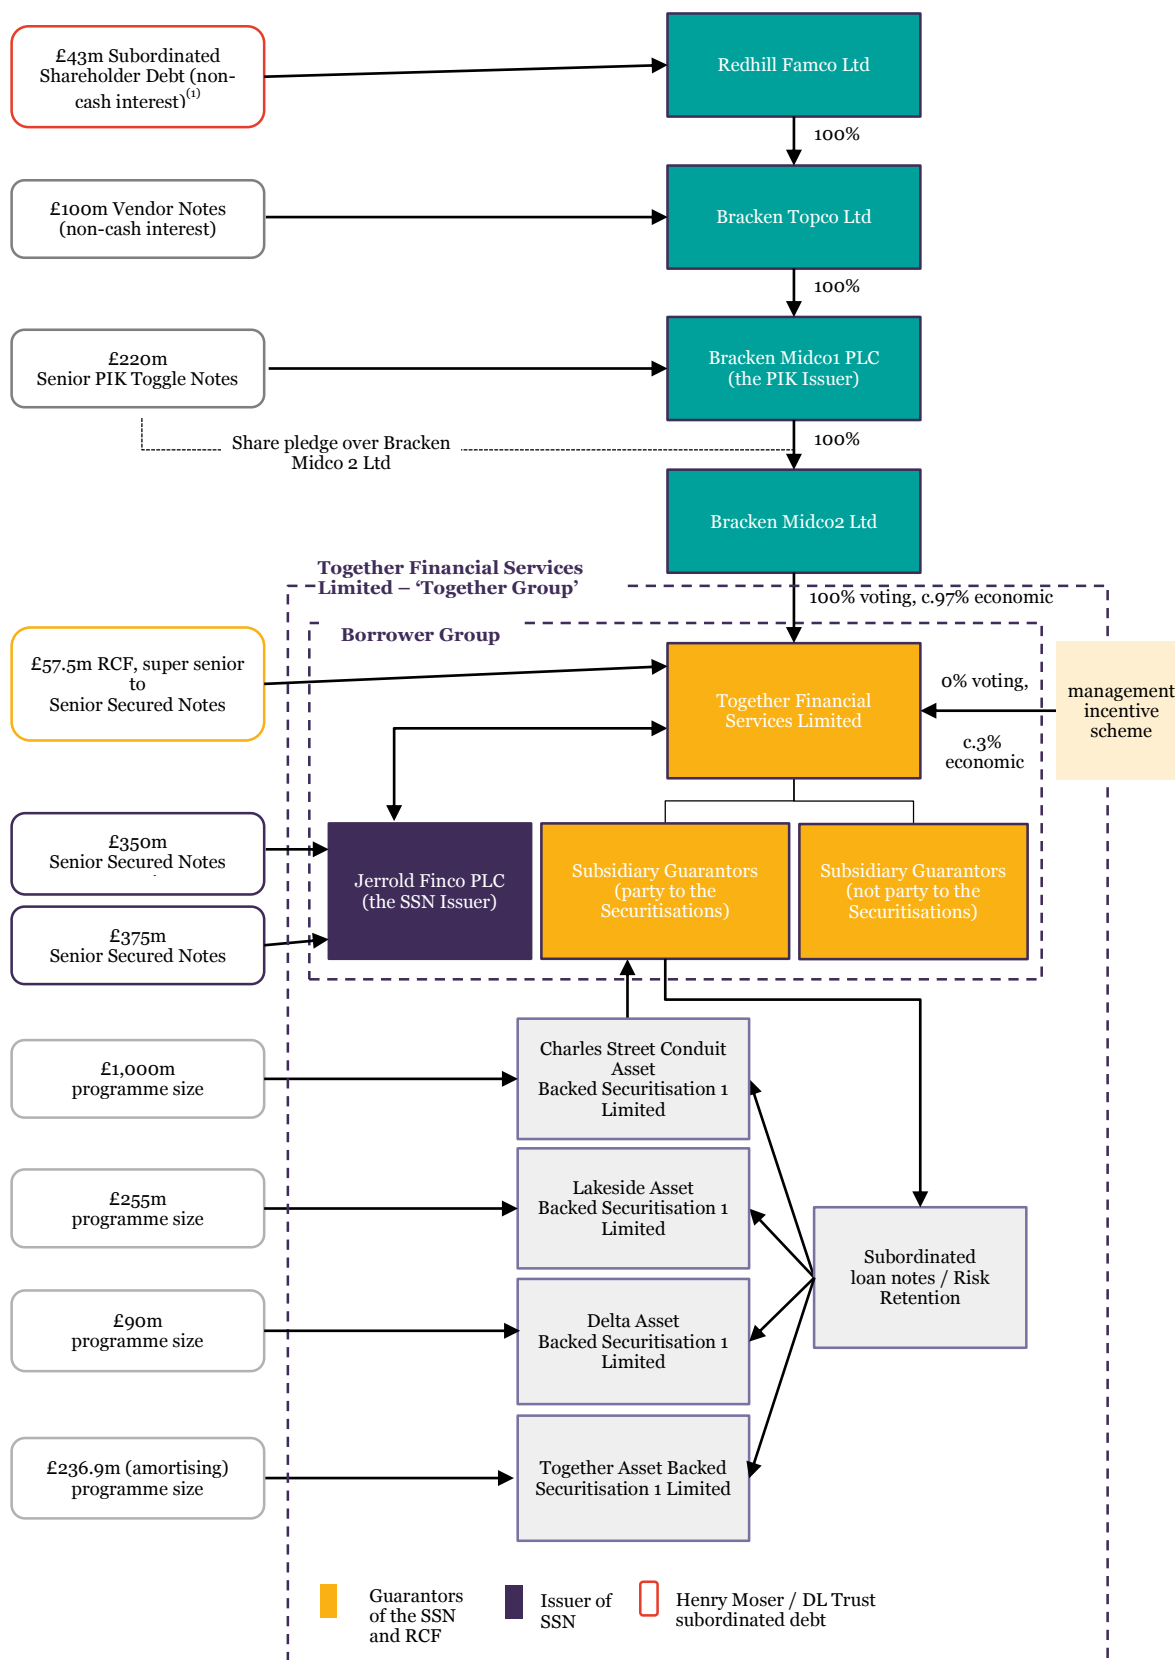 £43m Subordinated
Shareholder Debt (non-
cash interest)(1)
Redhill Famco Ltd
100%
£100m Vendor Notes
(non-cash interest)
Bracken Topco Ltd
100%
£220m
Senior PIK Toggle Notes
Bracken Midco1 PLC
(the PIK Issuer)
Share pledge over Bracken
Midco 2 Ltd
100%
Bracken Midco2 Ltd
Together Financial Services
Limited – ‘Together Group’
100% voting, c.97% economic
Borrower Group
£57.5m RCF, super senior
to
Senior Secured Notes
Together Financial
Services Limited
0% voting,
c.3%
economic
management
incentive
scheme
£350m
Senior Secured Notes
£375m
Senior Secured Notes
Jerrold Finco PLC
(the SSN Issuer)
Subsidiary Guarantors
(party to the
Securitisations)
Subsidiary Guarantors
(not party to the
Securitisations)
£1,000m
programme size
Charles Street Conduit
Asset
Backed Securitisation 1
Limited
£255m
programme size
Lakeside Asset
Backed Securitisation 1
Limited
Subordinated
loan notes / Risk
Retention
£90m
programme size
Delta Asset
Backed Securitisation 1
Limited
£236.9m (amortising)
programme size
Together Asset Backed
Securitisation 1 Limited
Guarantors
of the SSN
and RCF
Issuer of
SSN
Henry Moser / DL Trust
subordinated debt